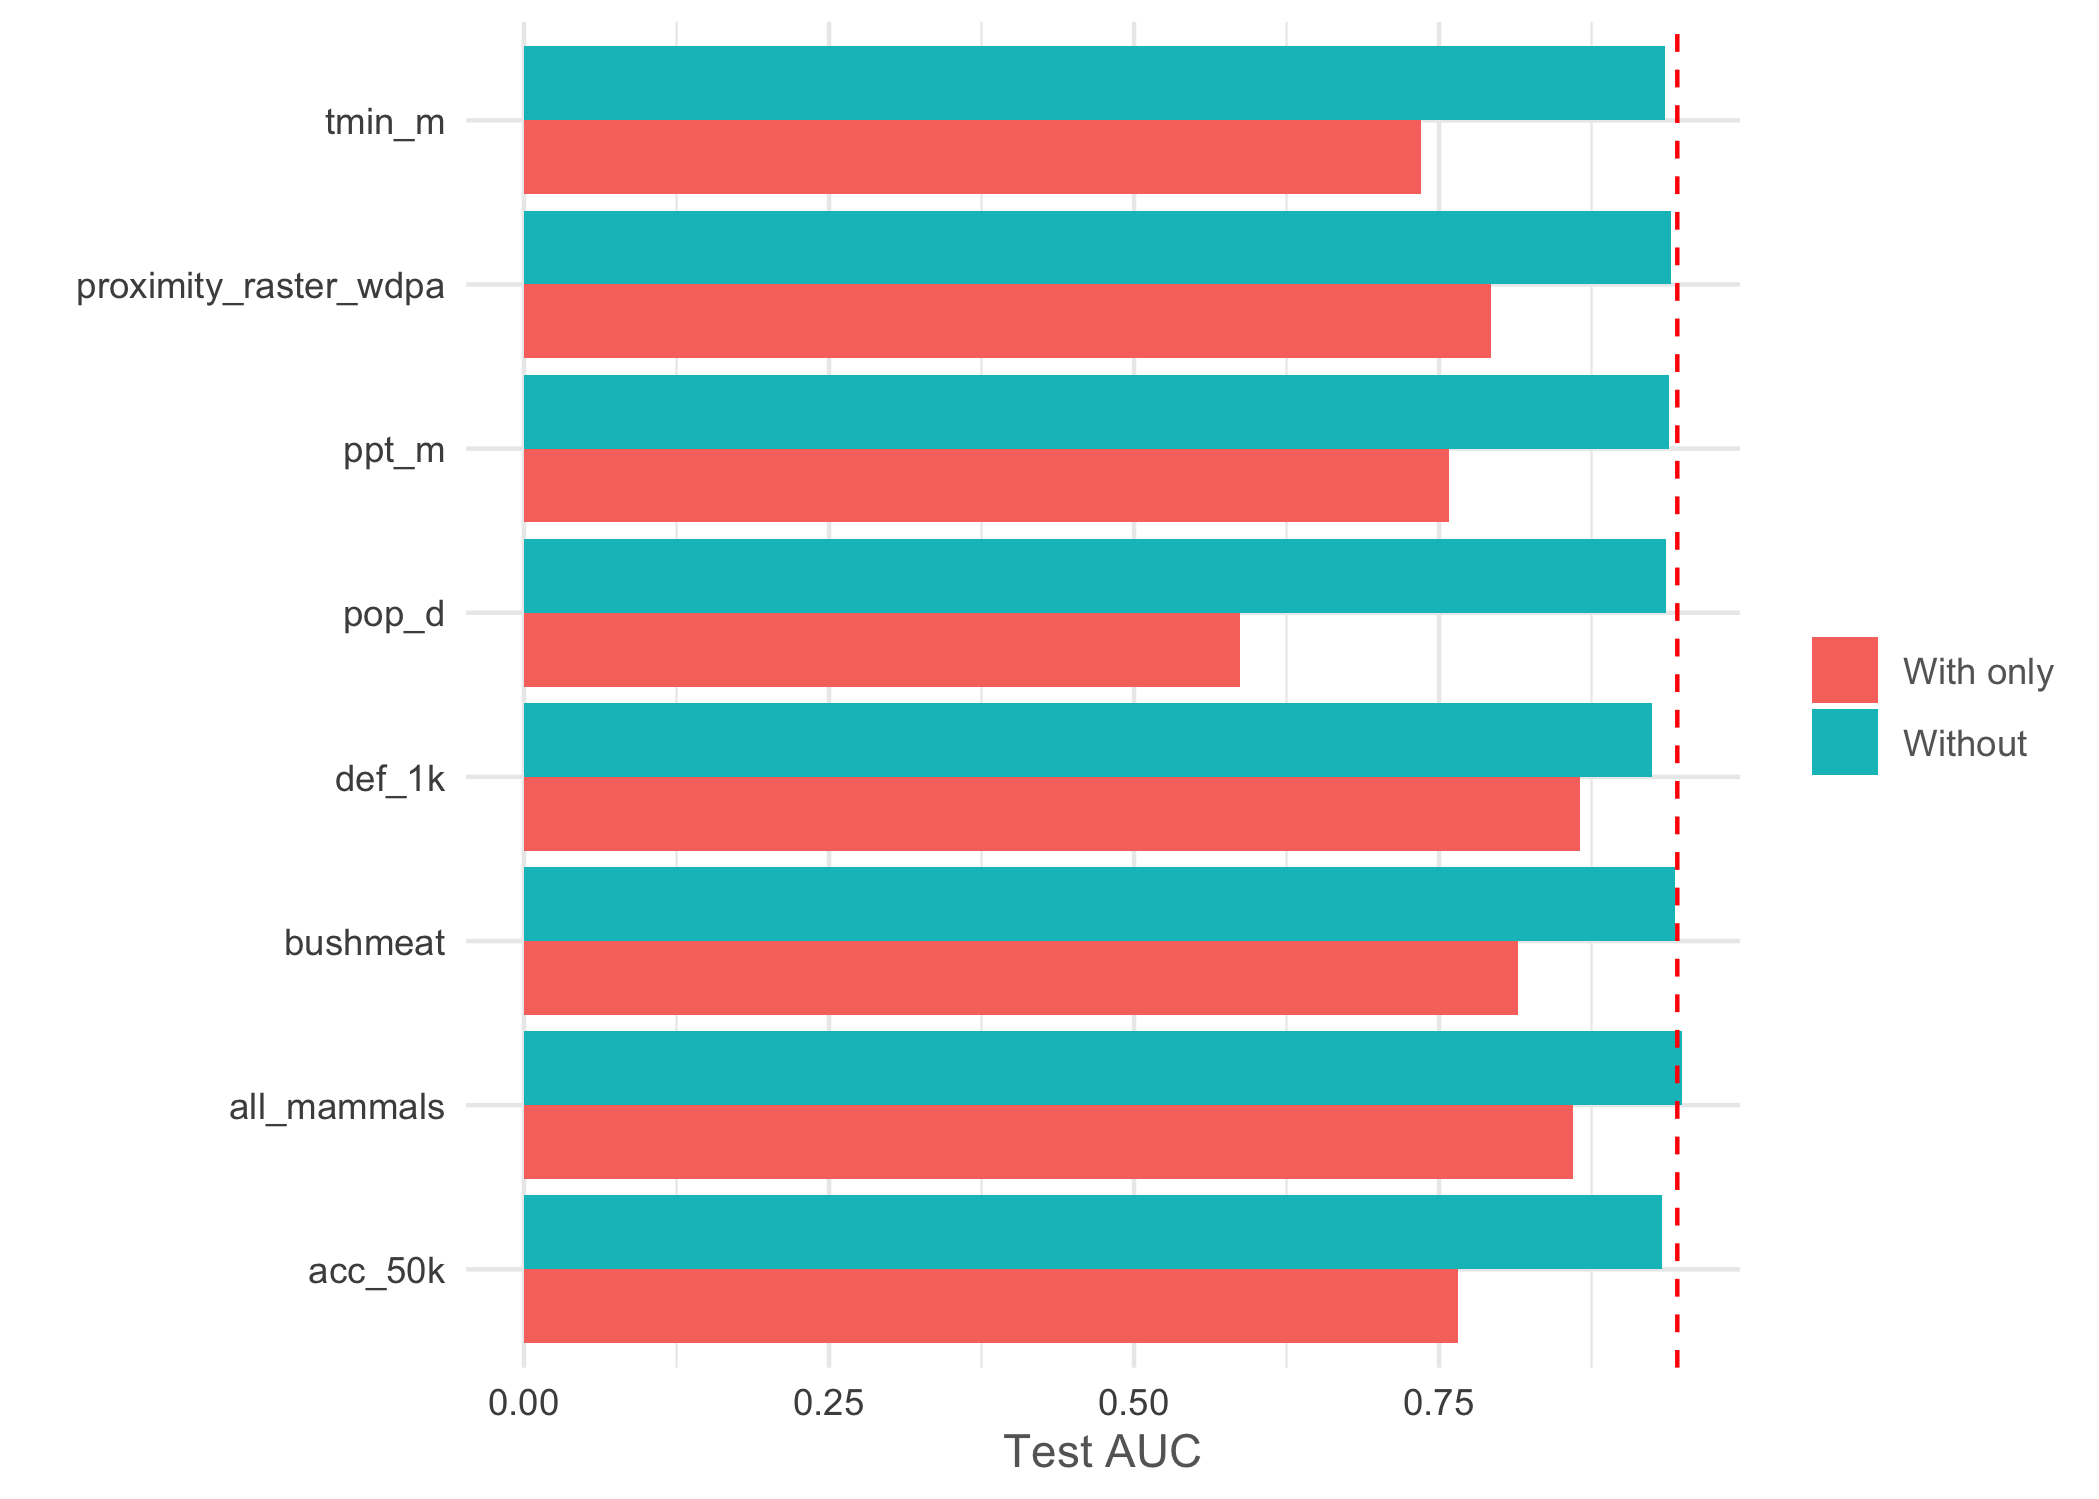 tmin_m
proximity_raster_wdpa
ppt_m
pop_d
def_1k
bushmeat
all_mammals
acc_50k
0.00 0.25 0.50 0.75
Test AUC
With only
Without